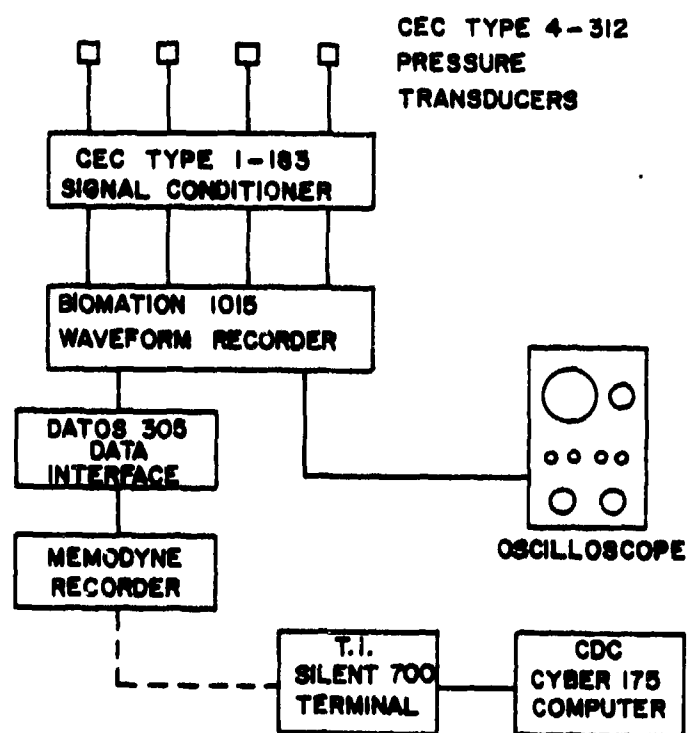 CEC TYPE 4-312
PRESSURE
TRANSDUCERS
CEC TYPE 1-183
SIGNAL CONDITIONER
BIOMATION 1015
WAVEFORM RECORDER
DATOS 305
DATA
INTERFACE
OSCILLOSCOPE
MEMODYNE
RECORDER
T.I.
SILENT 700
TERMINAL
CDC
CYBER 175
COMPUTER